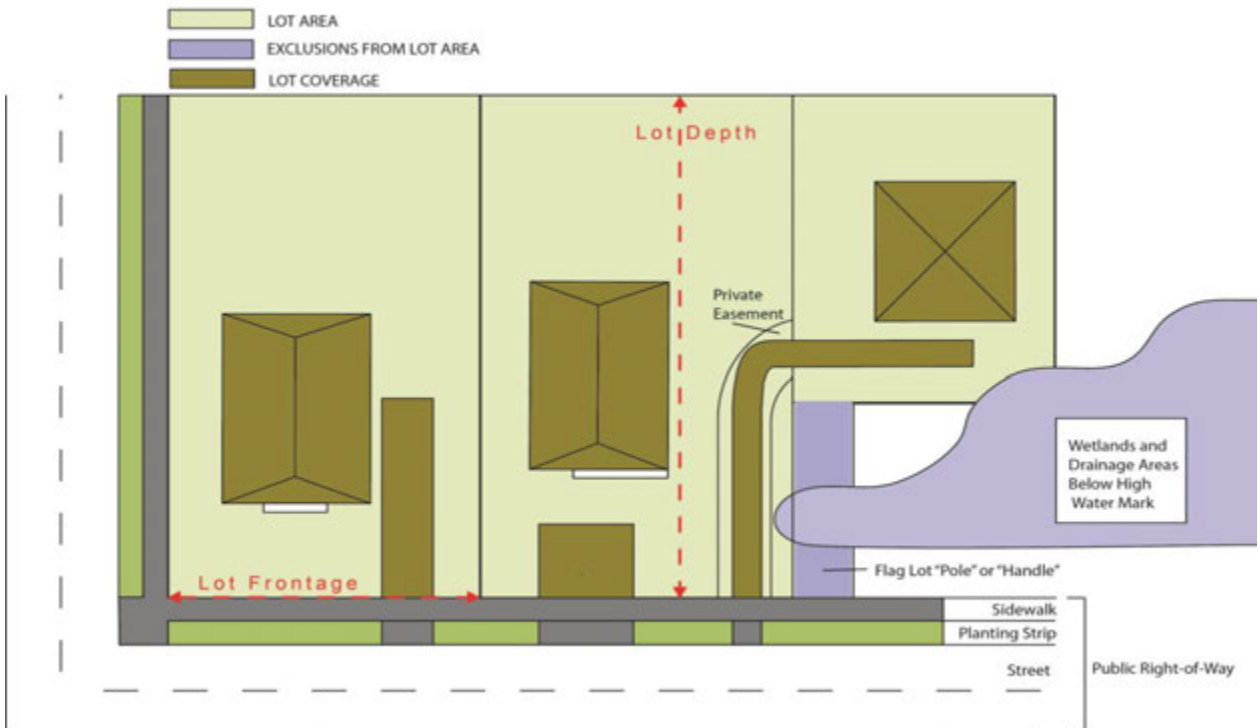 LOT AREA
EXCLUSIONS FROM LOT AREA
LOT COVERAGE
Lot Depth
Private
Easement
Wetlands and
Drainage Areas
Below High
Water Mark
Flag Lot "Pole" or "Handle"
Lot Frontage
Sidewalk
Planting Strip
Street
Public Right-of-Way